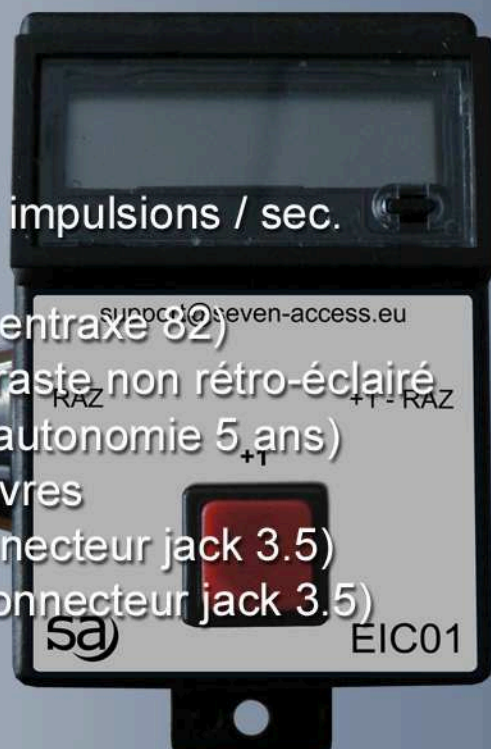 impulsions / sec.
support@seven-access.eu
entraxe 82)
raste non rétro-éclairé
RAZ
+1 - RAZ
autonomie 5 ans)
+1
vres
necteur jack 3.5)
onnecteur jack 3.5)
sa
EIC01